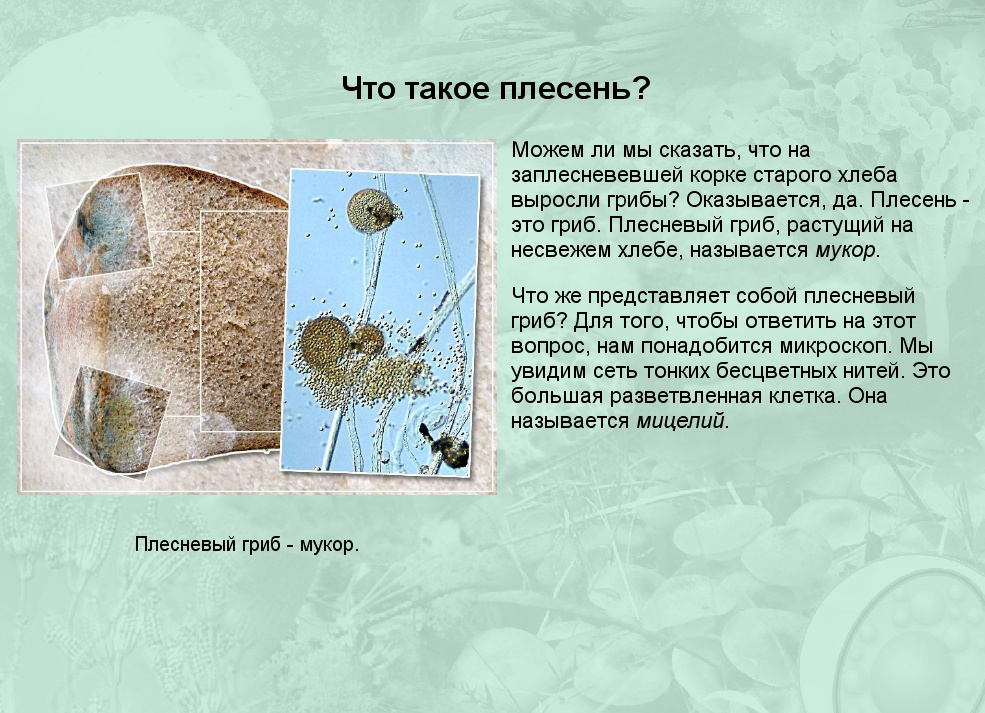 Что такое плесень?
Можем ли мы сказать, что на
заплесневевшей корке старого хлеба
выросли грибы? Оказывается, да. Плесень -
это гриб. Плесневый гриб, растущий на
несвежем хлебе, называется мукор.
Что же представляет собой плесневый
гриб? Для того, чтобы ответить на этот
вопрос, нам понадобится микроскоп. Мы
увидим сеть тонких бесцветных нитей. Это
большая разветвленная клетка. Она
называется мицелий.
Плесневый гриб - мукор.